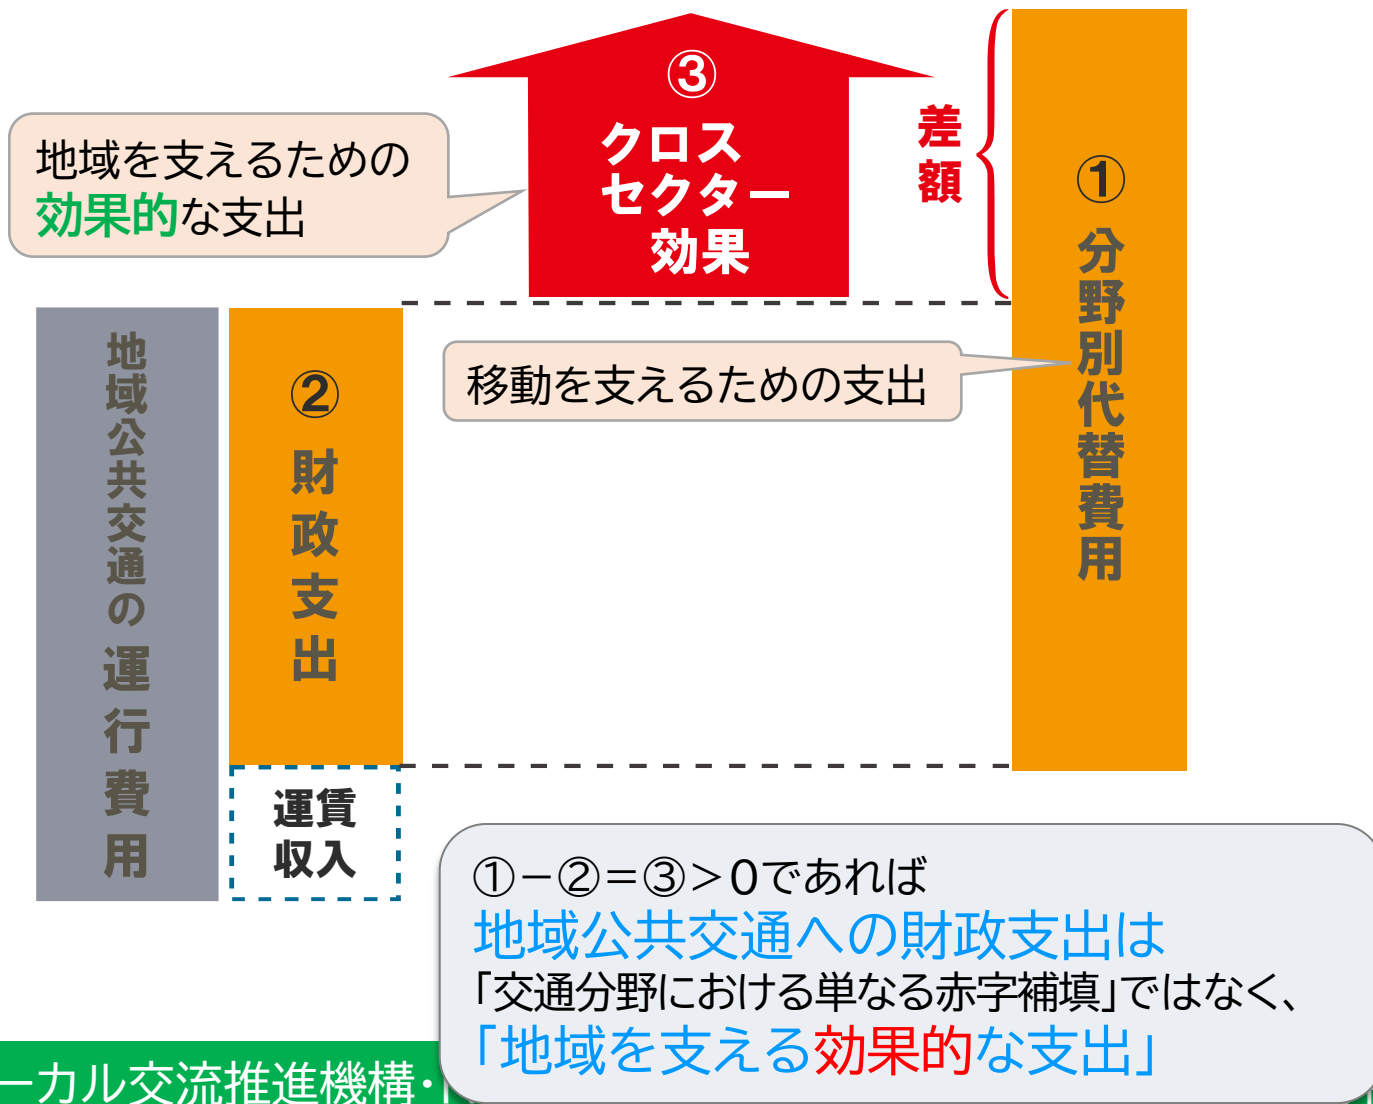 ③
クロス
セクター
効果
差額
地域を支えるための
効果的な支出
① 分野別代替費用
移動を支えるための支出
地域公共交通の運行費用
② 財政支出
運賃
収入
①−②=③>0であれば
地域公共交通への財政支出は
「交通分野における単なる赤字補填」ではなく、
「地域を支える効果的な支出」
ーカル交流推進機構・